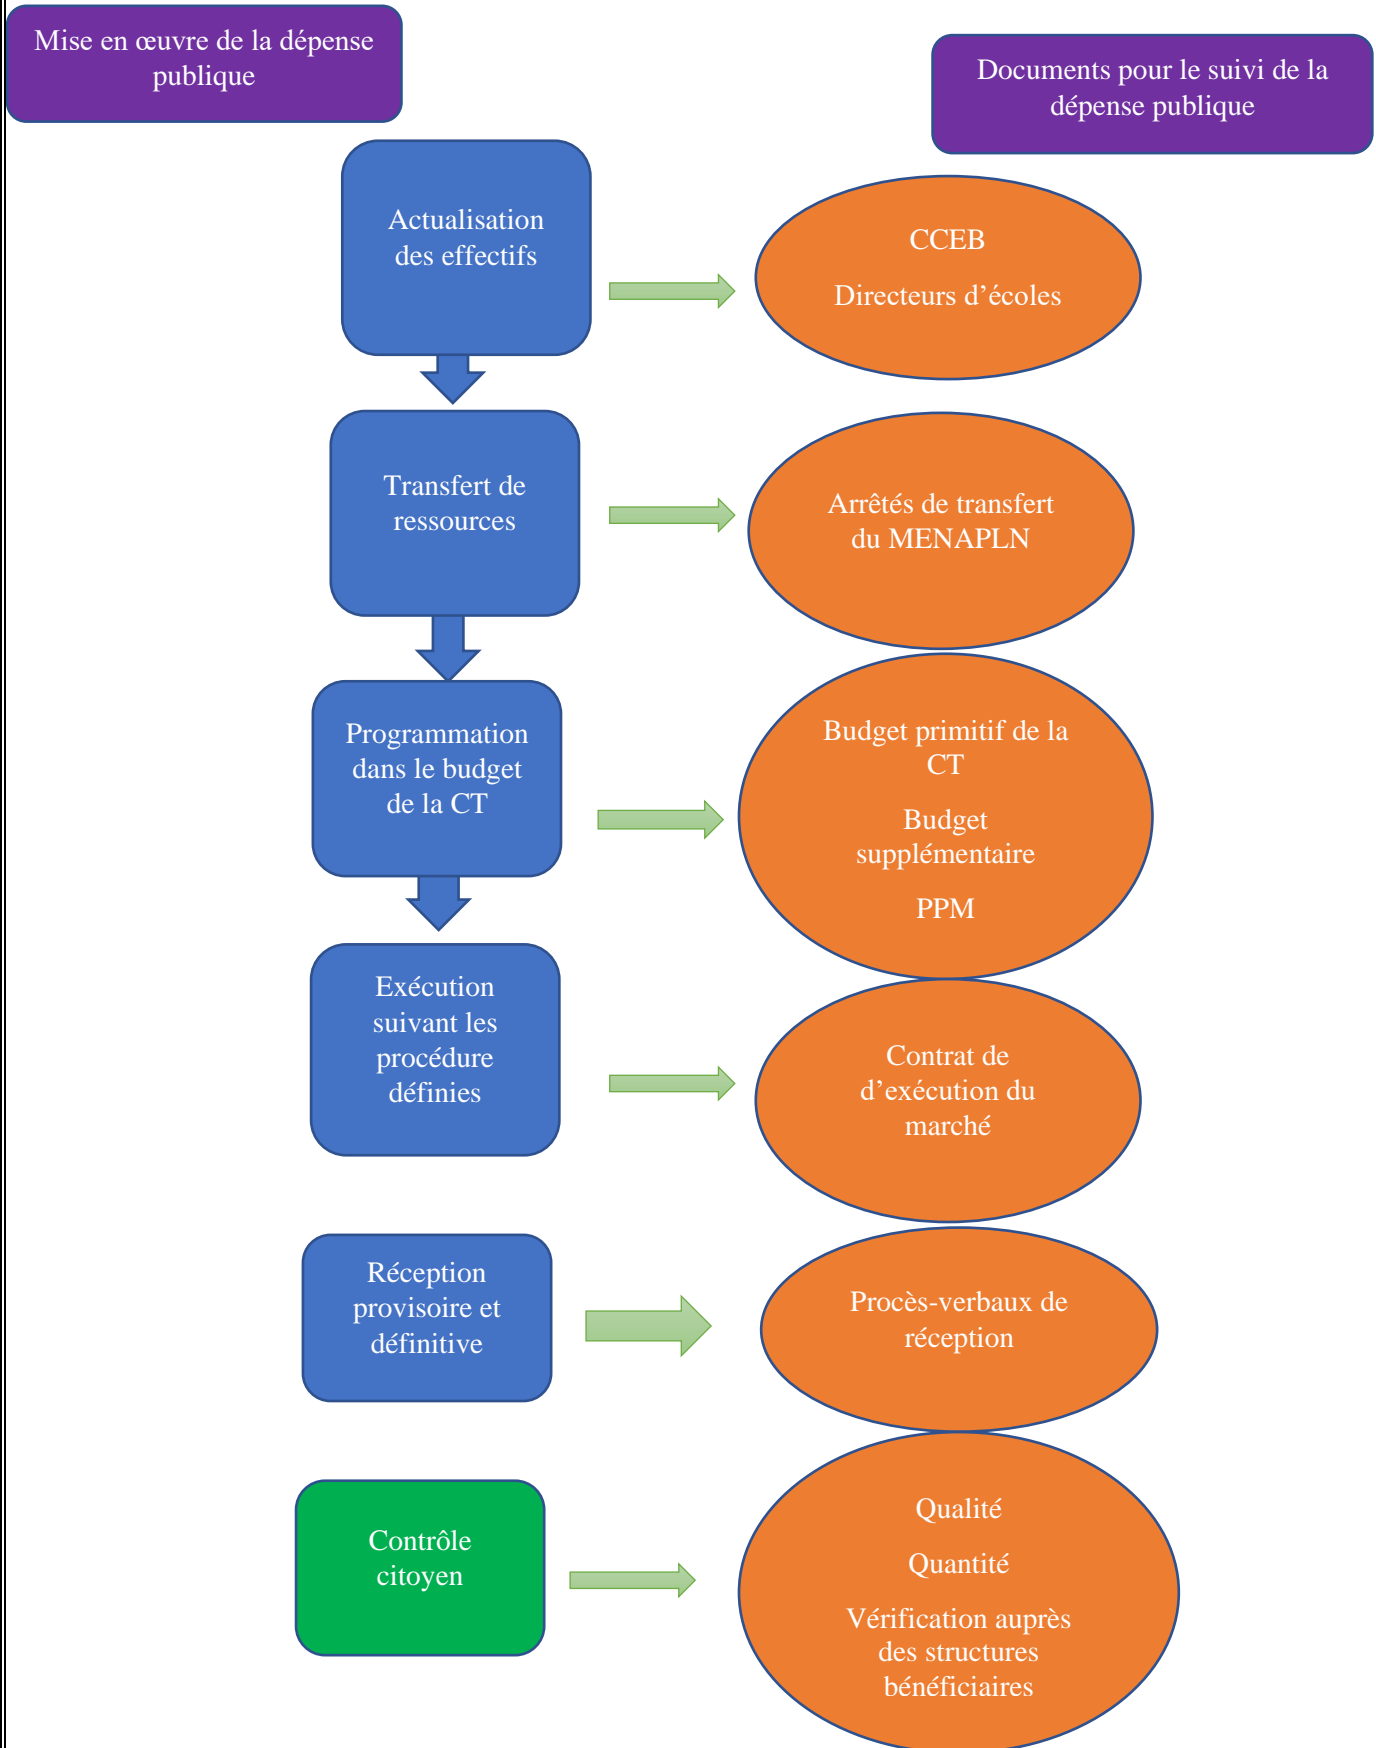 Mise en œuvre de la dépense
publique
Documents pour le suivi de la
dépense publique
Actualisation
des effectifs
CCEB
Directeurs d’écoles
Transfert de
ressources
Arrêtés de transfert
du MENAPLN
Programmation
dans le budget
de la CT
Budget primitif de la
CT
Budget
supplémentaire
PPM
Exécution
suivant les
procédure
définies
Contrat de
d’exécution du
marché
Réception
provisoire et
définitive
Procès-verbaux de
réception
Contrôle
citoyen
Qualité
Quantité
Vérification auprès
des structures
bénéficiaires